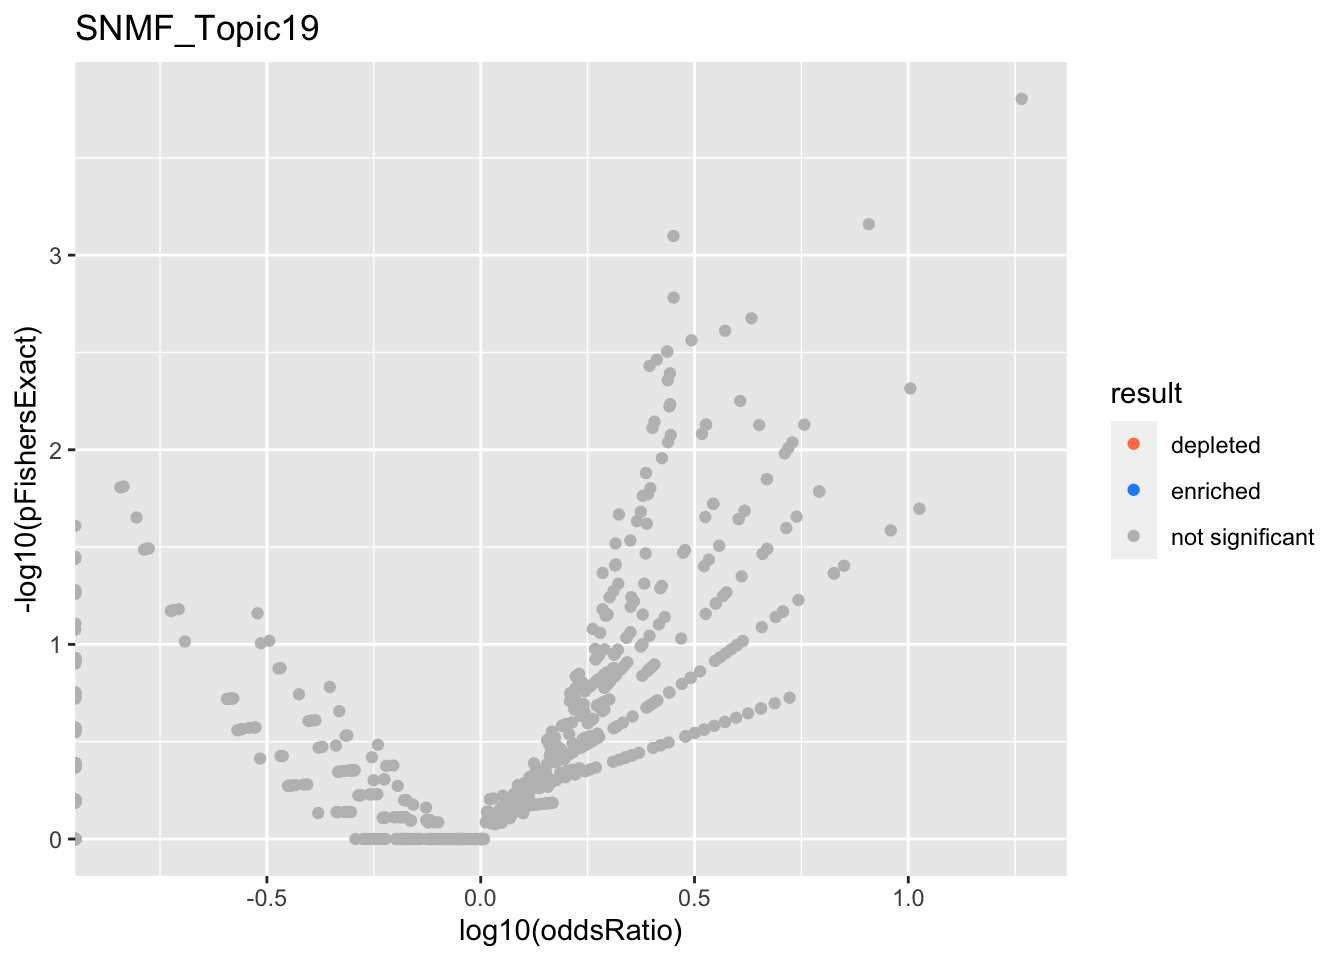 SNMF_Topic19
-log10(pFishersExact)
3
2
1
0
-0.5
0.0
0.5
1.0
log10(oddsRatio)
result
depleted
enriched
not significant